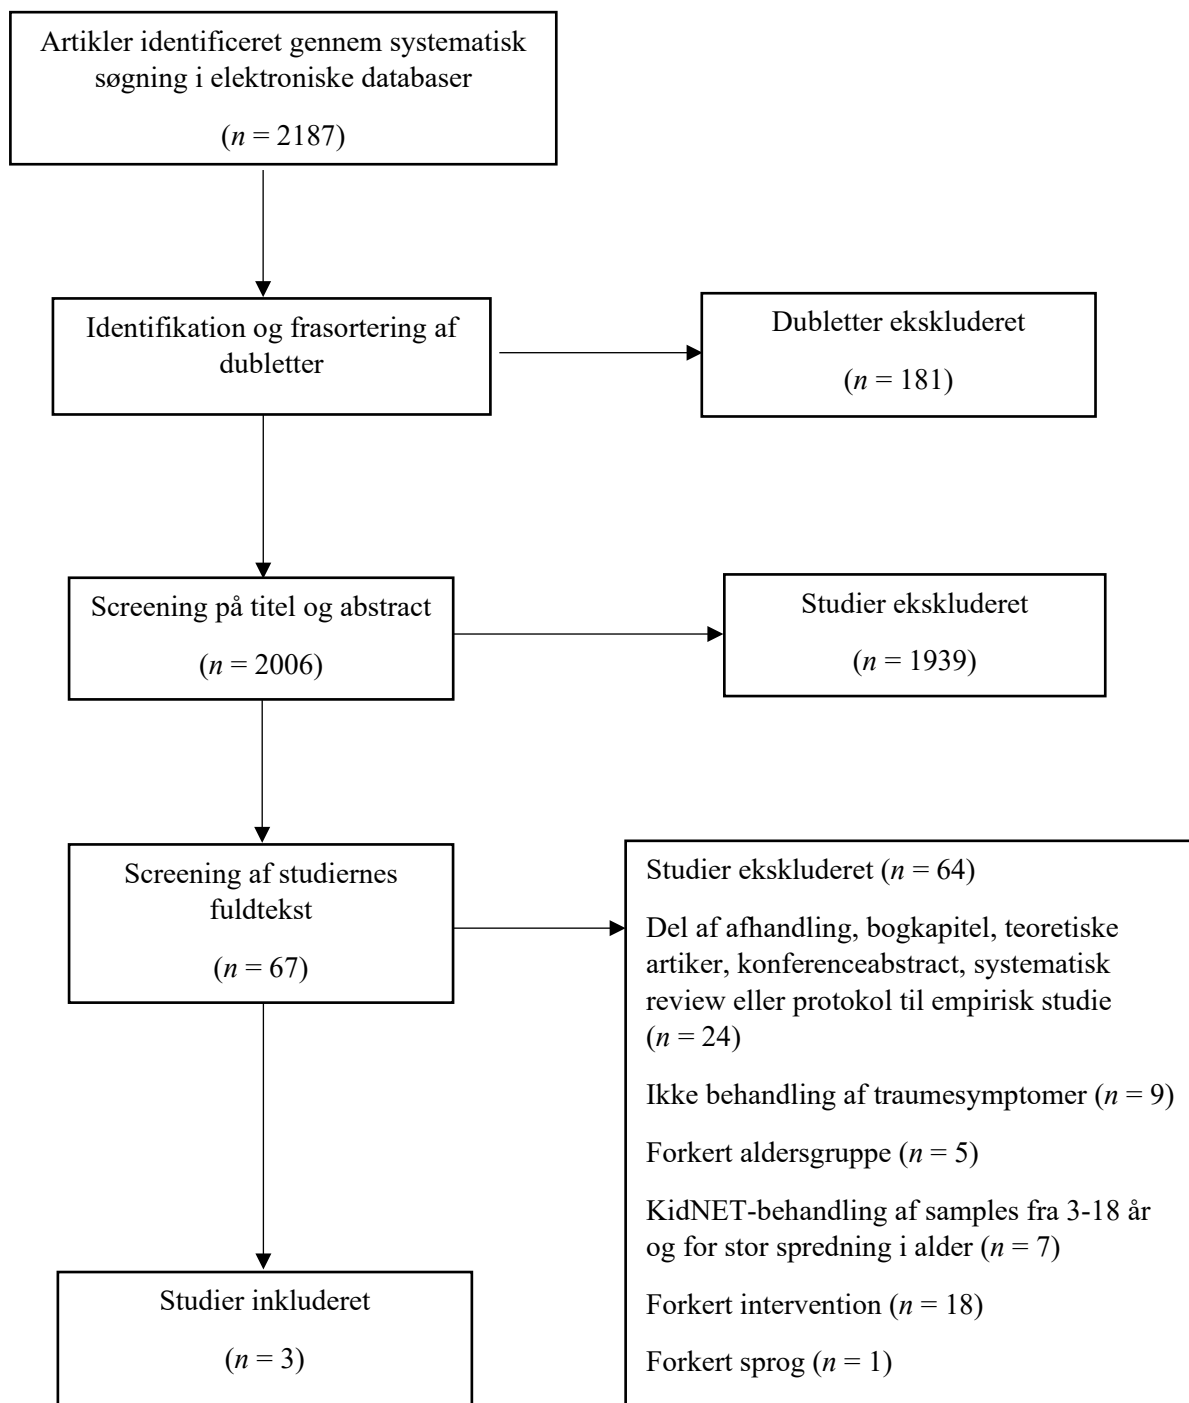 Artikler identificeret gennem systematisk
søgning i elektroniske databaser
(n = 2187)
Identifikation og frasortering af
dubletter
Dubletter ekskluderet
(n = 181)
Screening på titel og abstract
(n = 2006)
Studier ekskluderet
(n = 1939)
Screening af studiernes
fuldtekst
(n = 67)
Studier ekskluderet (n = 64)
Del af afhandling, bogkapitel, teoretiske
artiker, konferenceabstract, systematisk
review eller protokol til empirisk studie
(n = 24)
Ikke behandling af traumesymptomer (n = 9)
Forkert aldersgruppe (n = 5)
KidNET-behandling af samples fra 3-18 år
og for stor spredning i alder (n = 7)
Forkert intervention (n = 18)
Forkert sprog (n = 1)
Studier inkluderet
(n = 3)